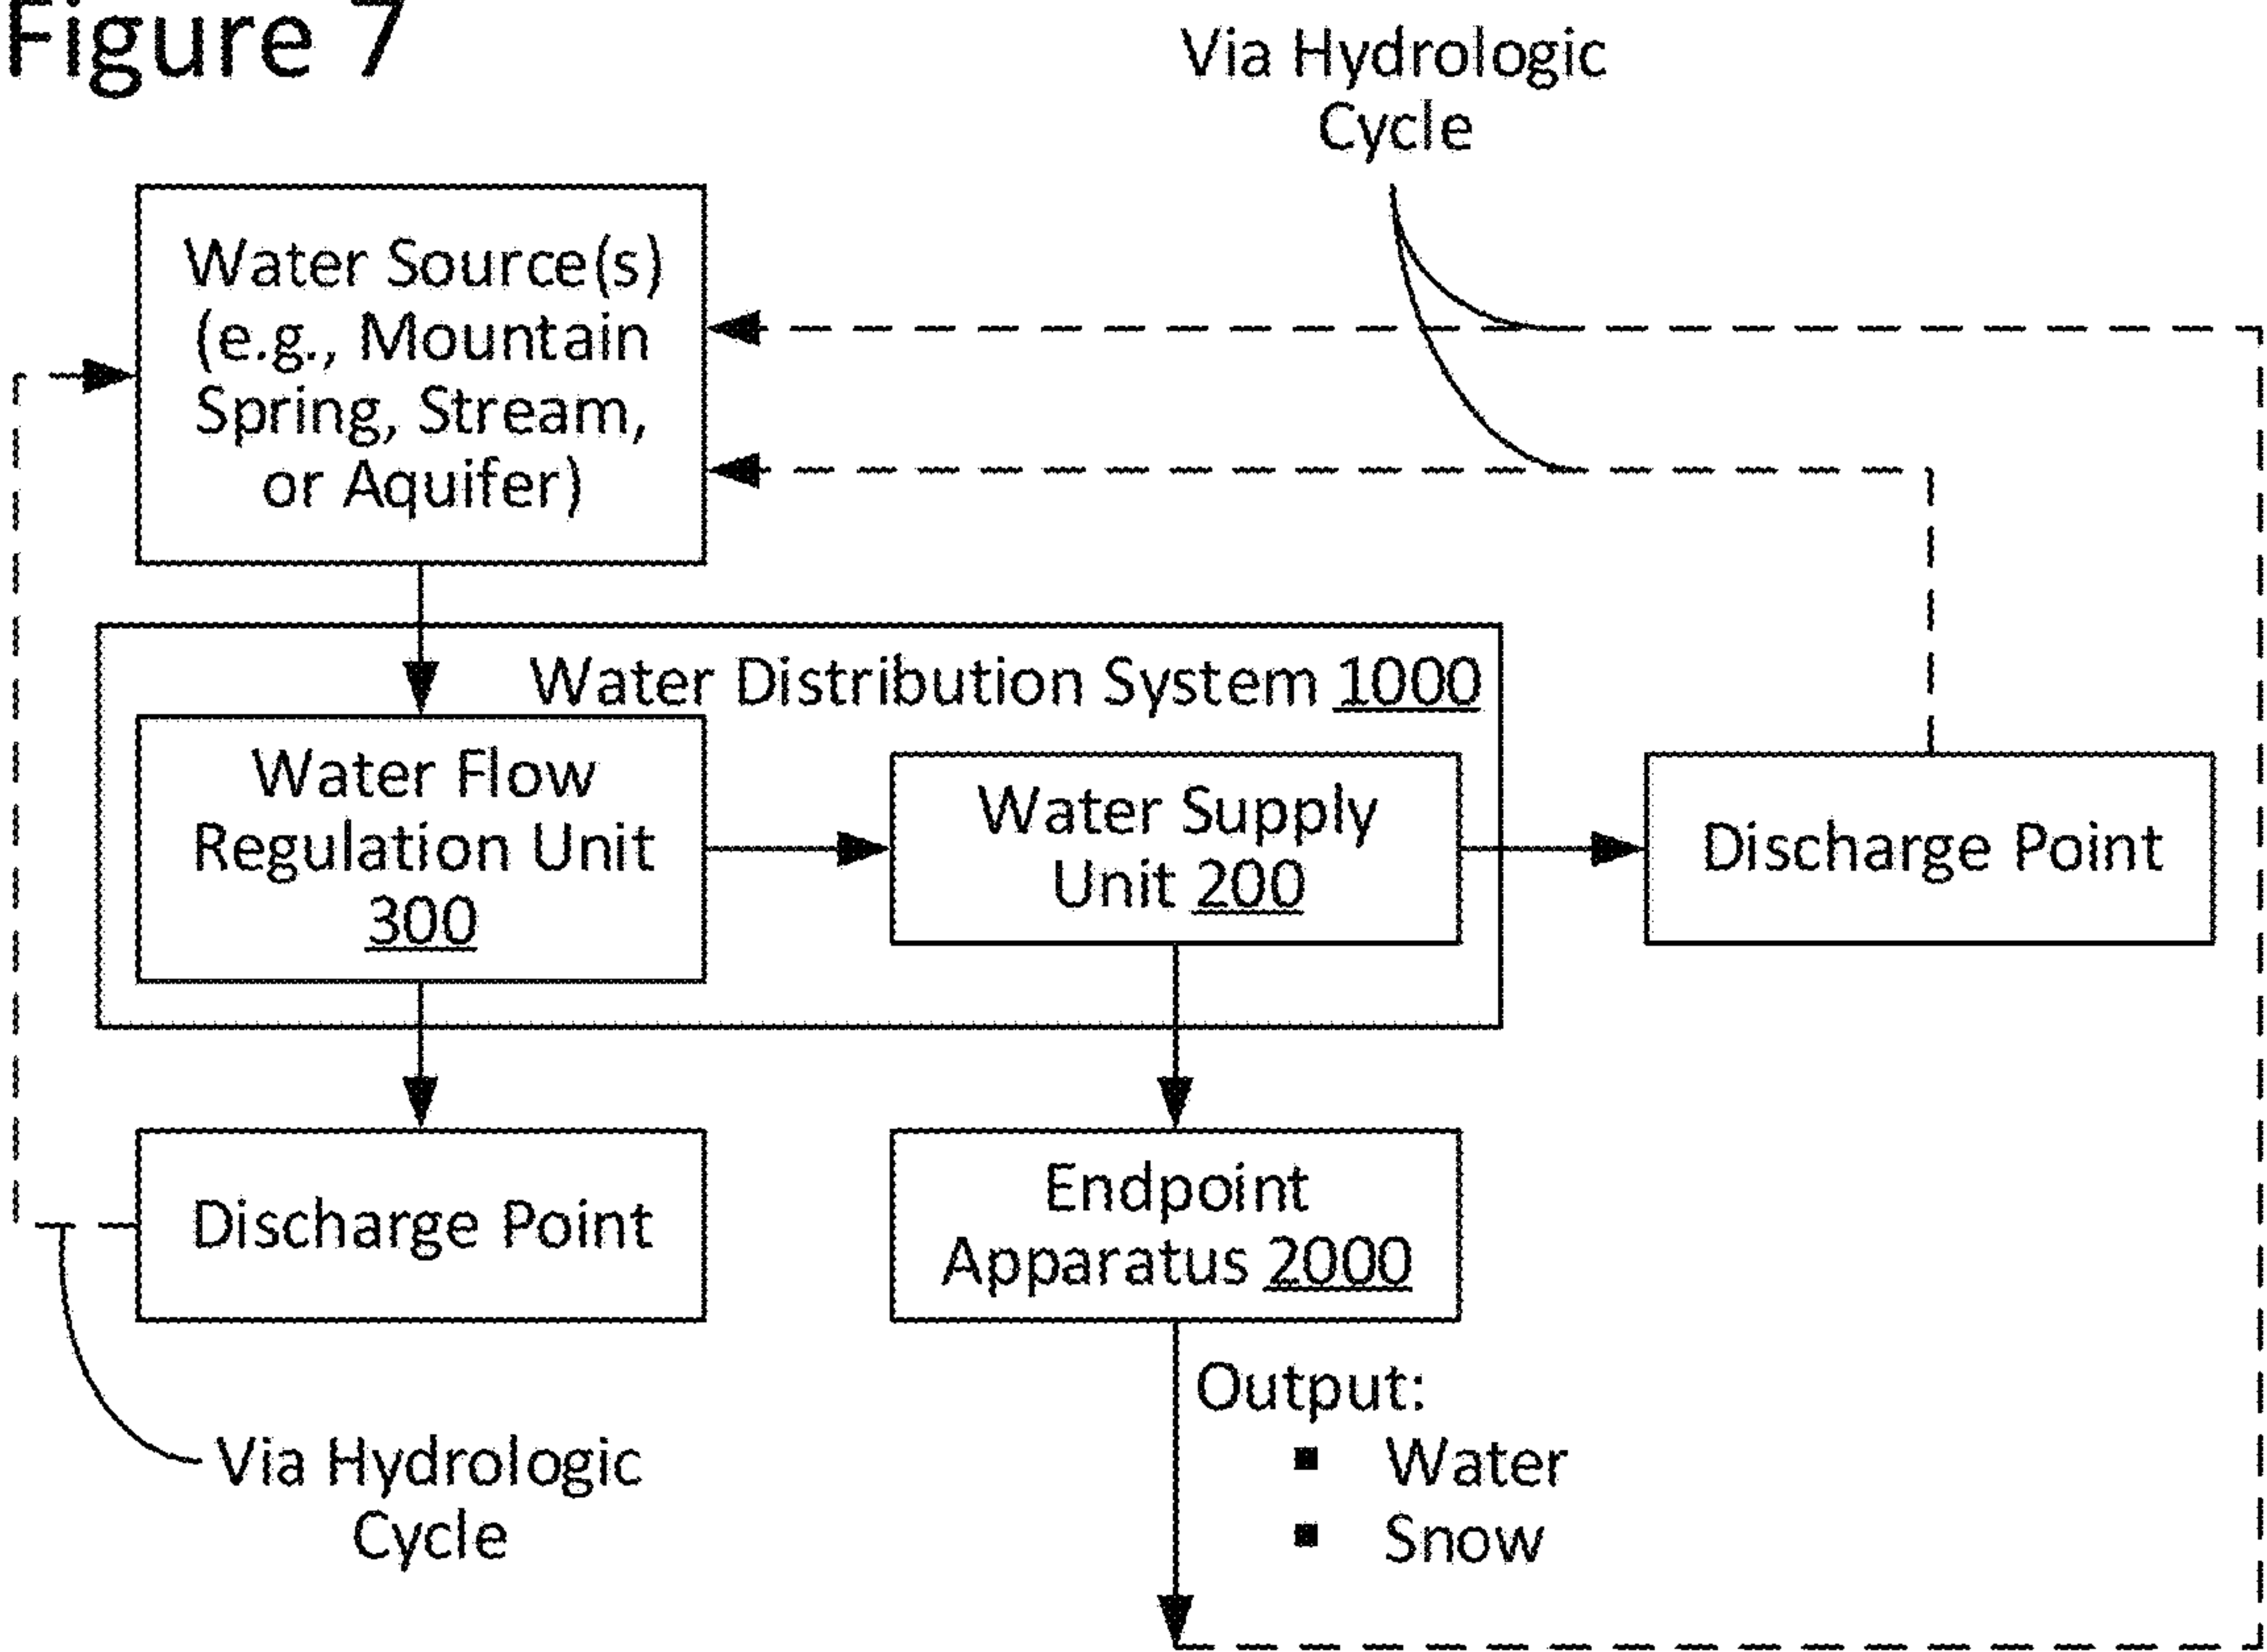 Figure 7
Via Hydrologic
Cycle
Water Source(s)
(e.g., Mountain
Spring, Stream,
or Aquifer)
Water Distribution System 1000
Water Flow
Regulation Unit
300
Water Supply
Unit 200
Discharge Point
Discharge Point
Endpoint
Apparatus 2000
Output:
▪ Water
▪ Snow
Via Hydrologic
Cycle